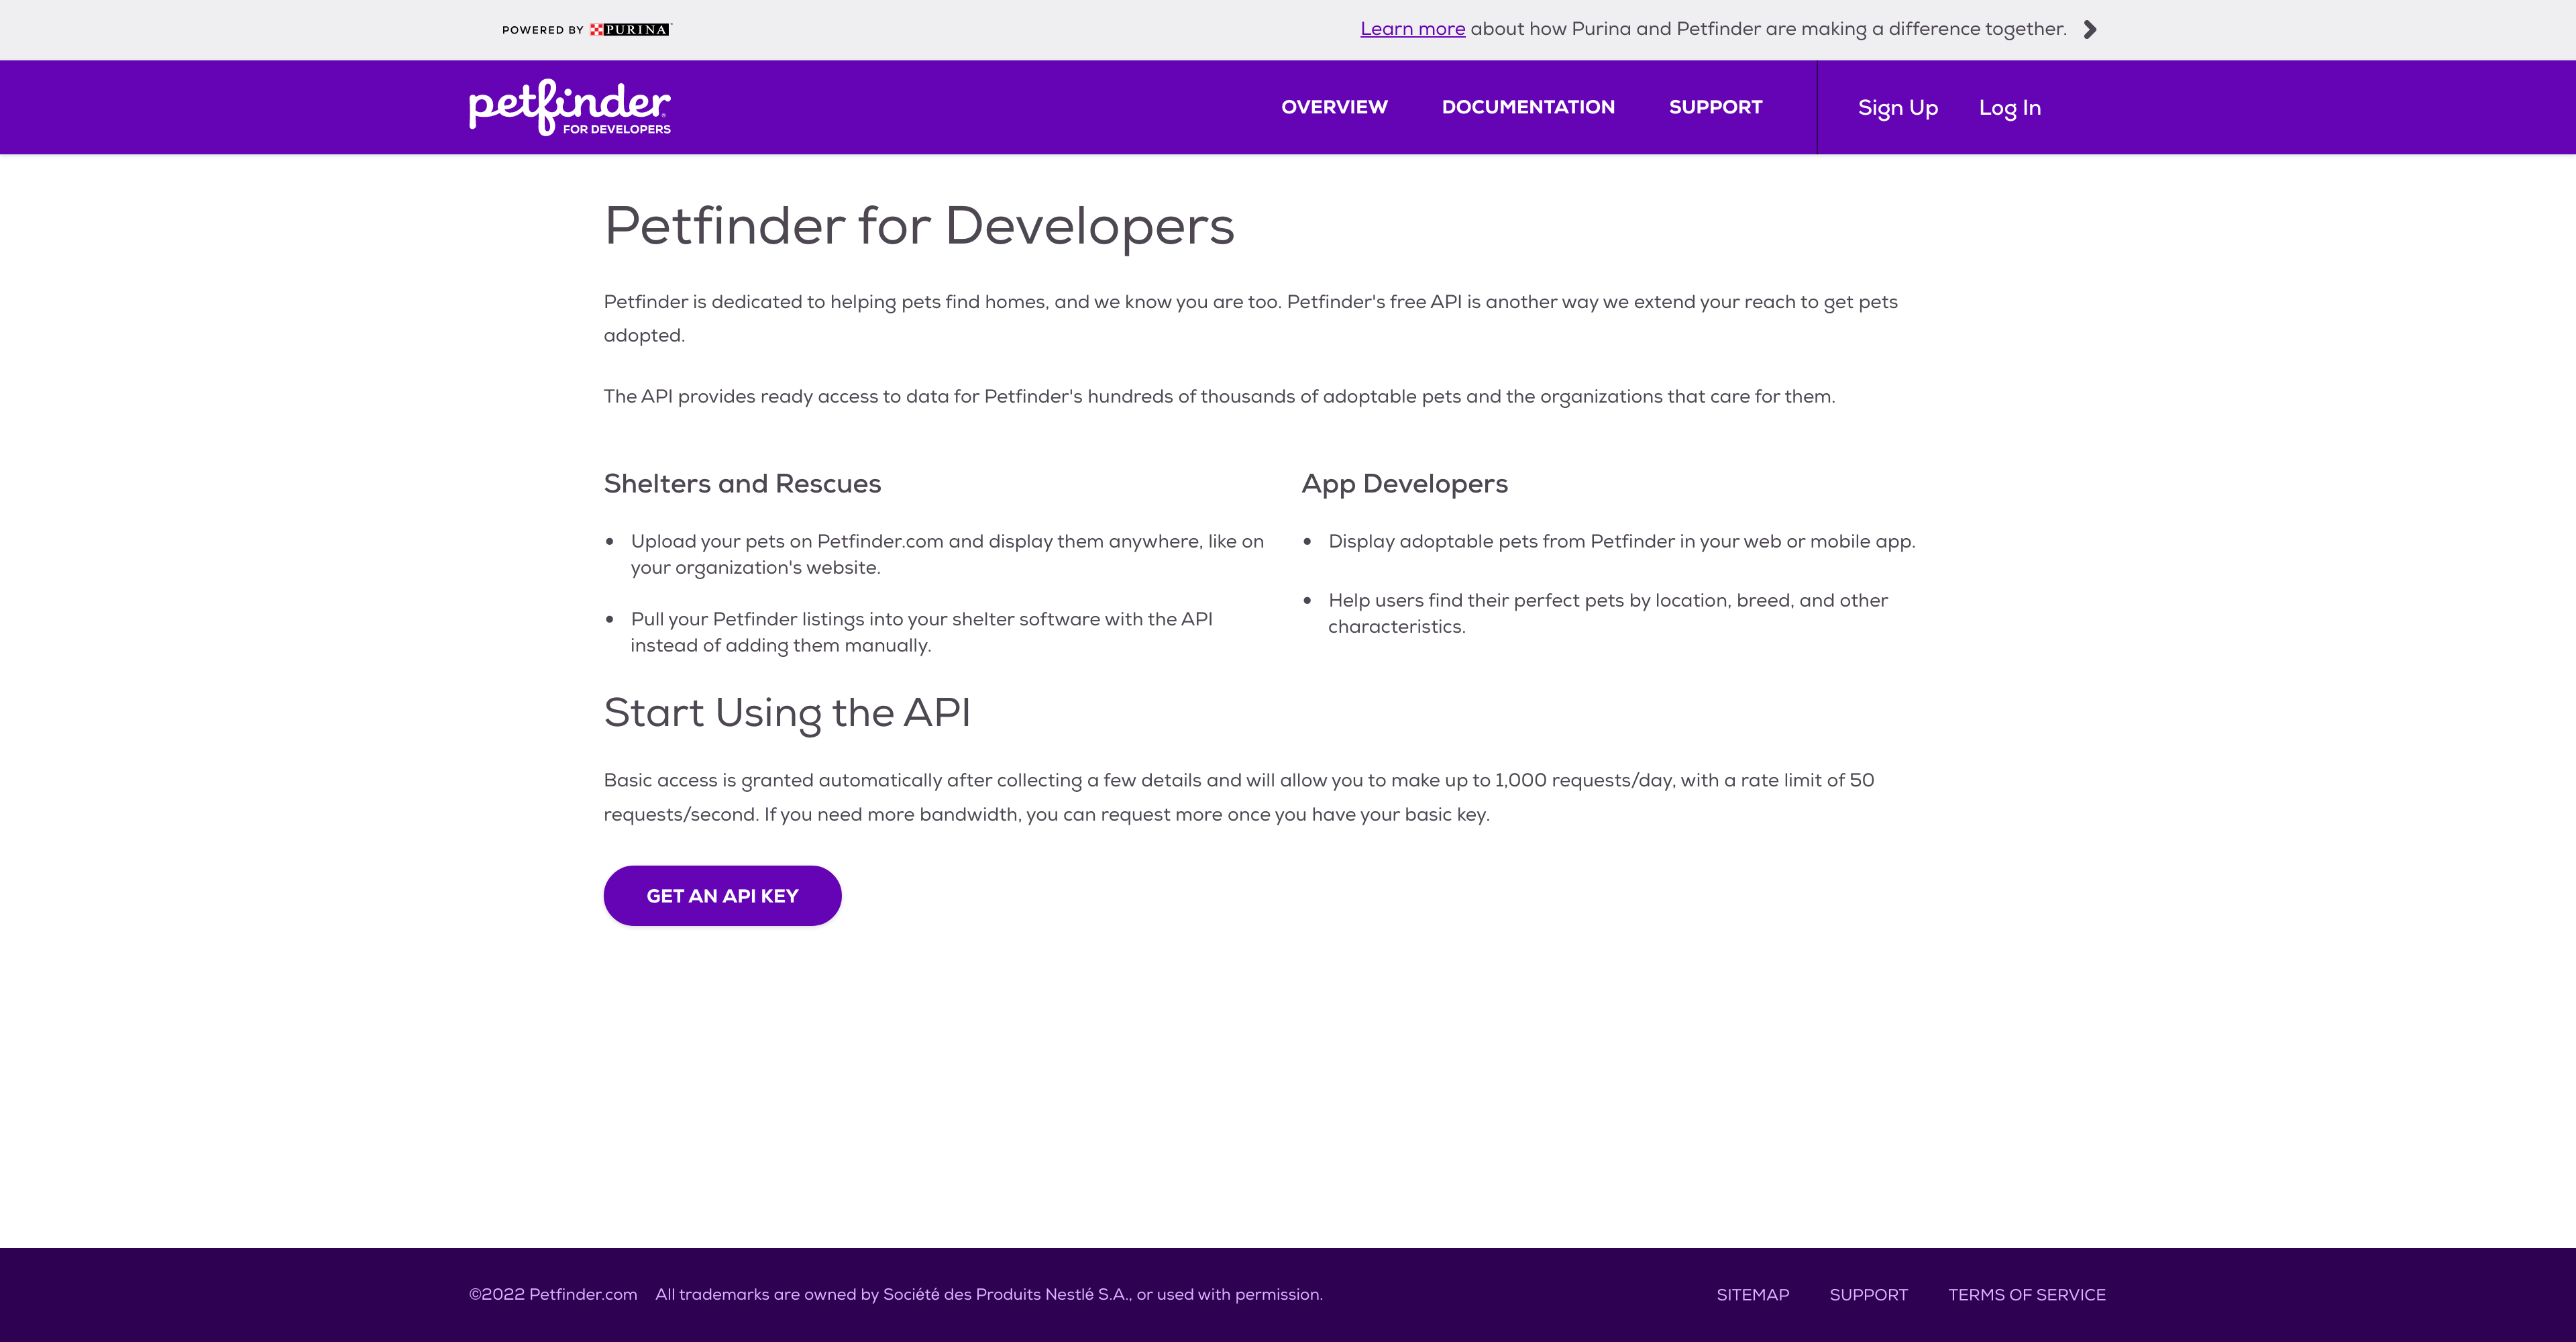 POWERED BY PURINA
Learn more about how Purina and Petfinder are making a difference together.
petfinder
FOR DEVELOPERS
OVERVIEW DOCUMENTATION SUPPORT Sign Up Log In
Petfinder for Developers
Petfinder is dedicated to helping pets find homes, and we know you are too. Petfinder's free API is another way we extend your reach to get pets
adopted.
The API provides ready access to data for Petfinder's hundreds of thousands of adoptable pets and the organizations that care for them.
Shelters and Rescues
• Upload your pets on Petfinder.com and display them anywhere, like on
your organization's website.
• Pull your Petfinder listings into your shelter software with the API
instead of adding them manually.
App Developers
• Display adoptable pets from Petfinder in your web or mobile app.
• Help users find their perfect pets by location, breed, and other
characteristics.
Start Using the API
Basic access is granted automatically after collecting a few details and will allow you to make up to 1,000 requests/day, with a rate limit of 50
requests/second. If you need more bandwidth, you can request more once you have your basic key.
GET AN API KEY
©2022 Petfinder.com All trademarks are owned by Société des Produits Nestlé S.A., or used with permission.
SITEMAP SUPPORT TERMS OF SERVICE